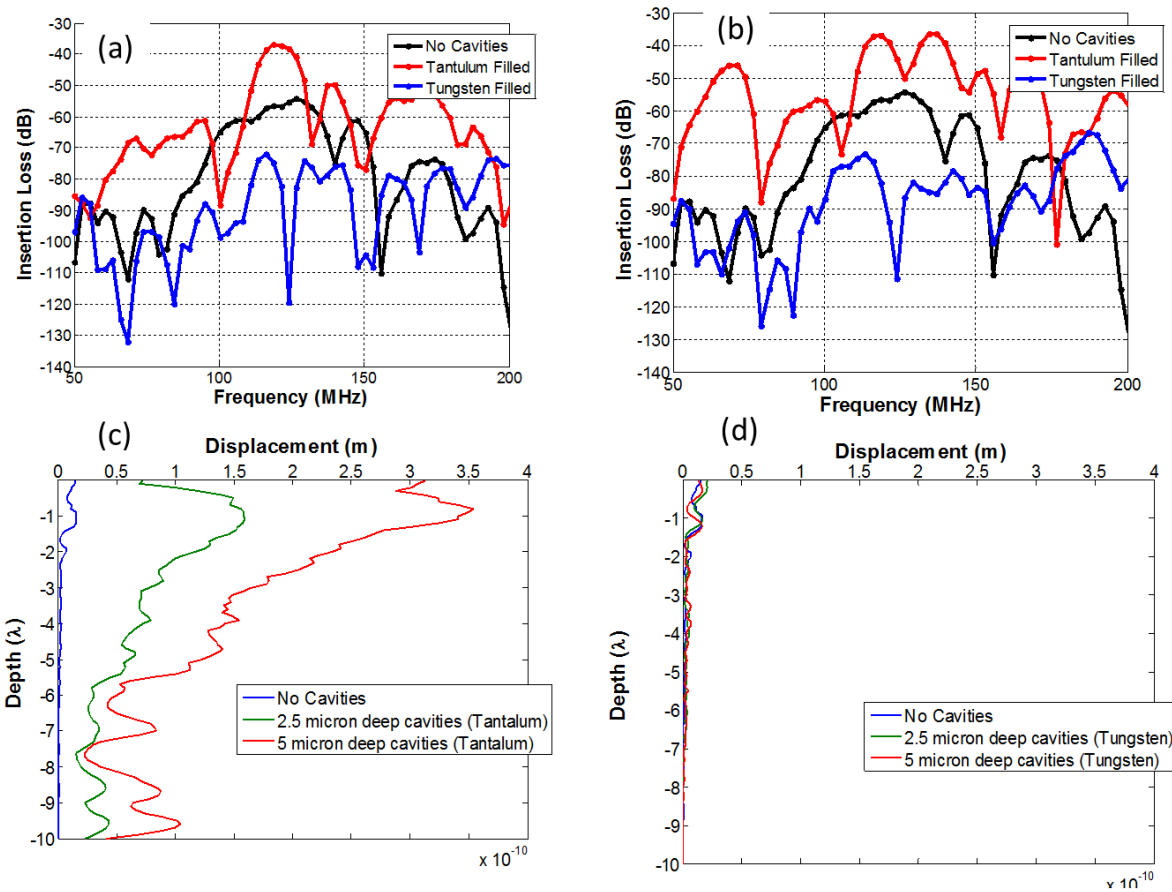 (a)
-30
-40
-50
-60
-70
-80
-90
-100
-110
-120
-130
-140
Insertion Loss (dB)
No Cavities
Tantulum Filled
Tungsten Filled
50 100 150 200
Frequency (MHz)
(b)
-30
-40
-50
-60
-70
-80
-90
-100
-110
-120
-130
-140
Insertion Loss (dB)
No Cavities
Tantulum Filled
Tungsten Filled
50 100 150 200
Frequency (MHz)
(c)
Displacement (m)
0 0.5 1 1.5 2 2.5 3 3.5 4
-1
-2
-3
-4
-5
-6
-7
-8
-9
-10
Depth (λ)
No Cavities
2.5 micron deep cavities (Tantalum)
5 micron deep cavities (Tantalum)
x 10⁻¹⁰
(d)
Displacement (m)
0 0.5 1 1.5 2 2.5 3 3.5 4
-1
-2
-3
-4
-5
-6
-7
-8
-9
-10
Depth (λ)
No Cavities
2.5 micron deep cavities (Tungsten)
5 micron deep cavities (Tungsten)
x 10⁻¹⁰